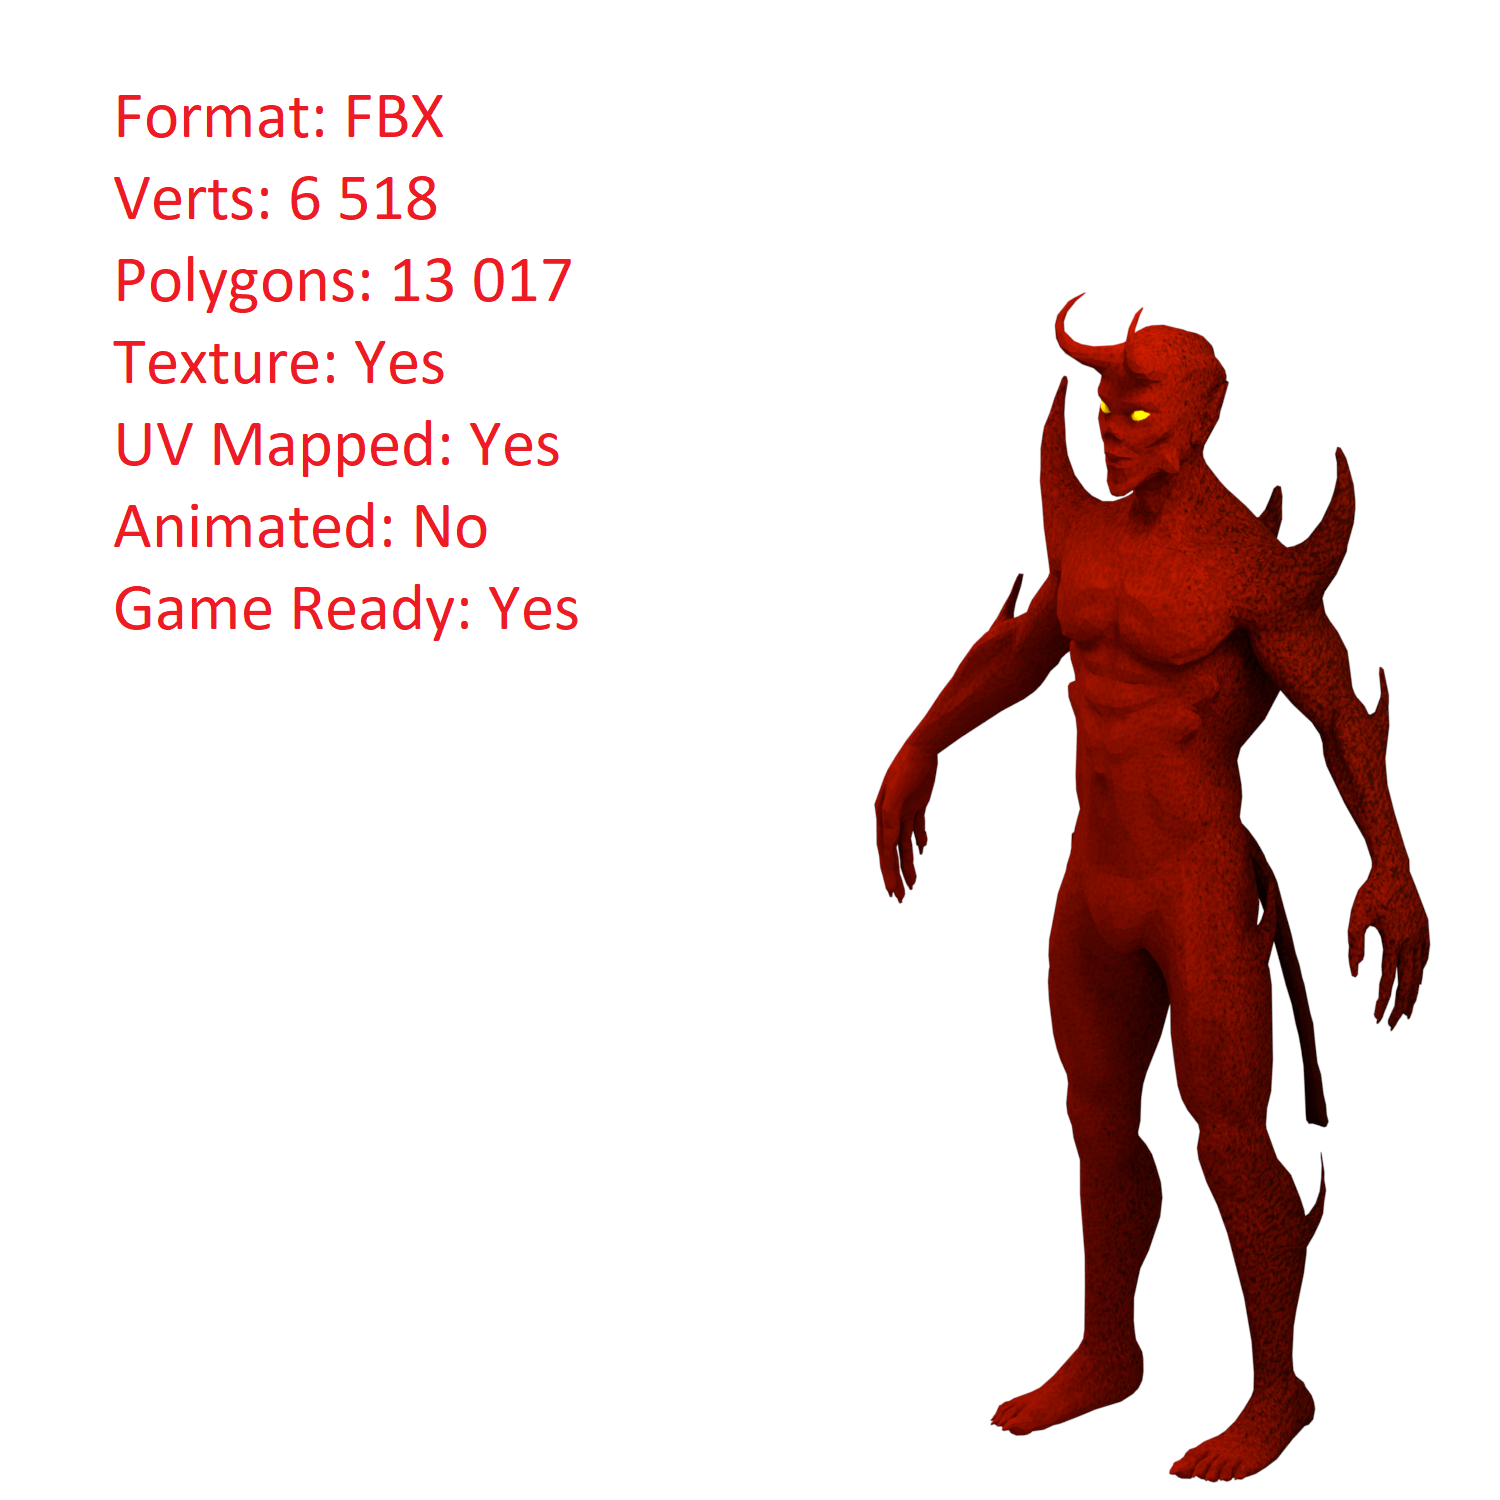 Format: FBX
Verts: 6 518
Polygons: 13 017
Texture: Yes
UV Mapped: Yes
Animated: No
Game Ready: Yes